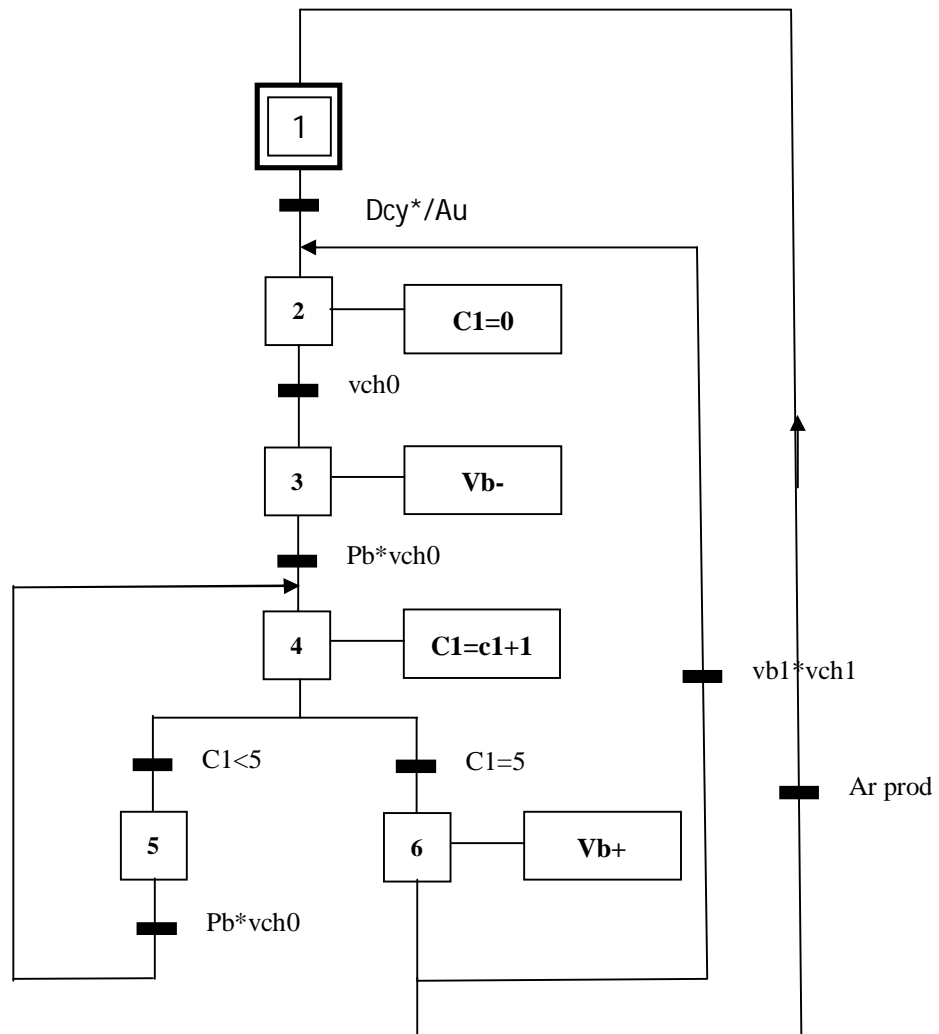 1
Dcy*/Au
2
C1=0
vch0
3
Vb-
Pb*vch0
4
C1=c1+1
vb1*vch1
C1<5
C1=5
Ar prod
5
6
Vb+
Pb*vch0